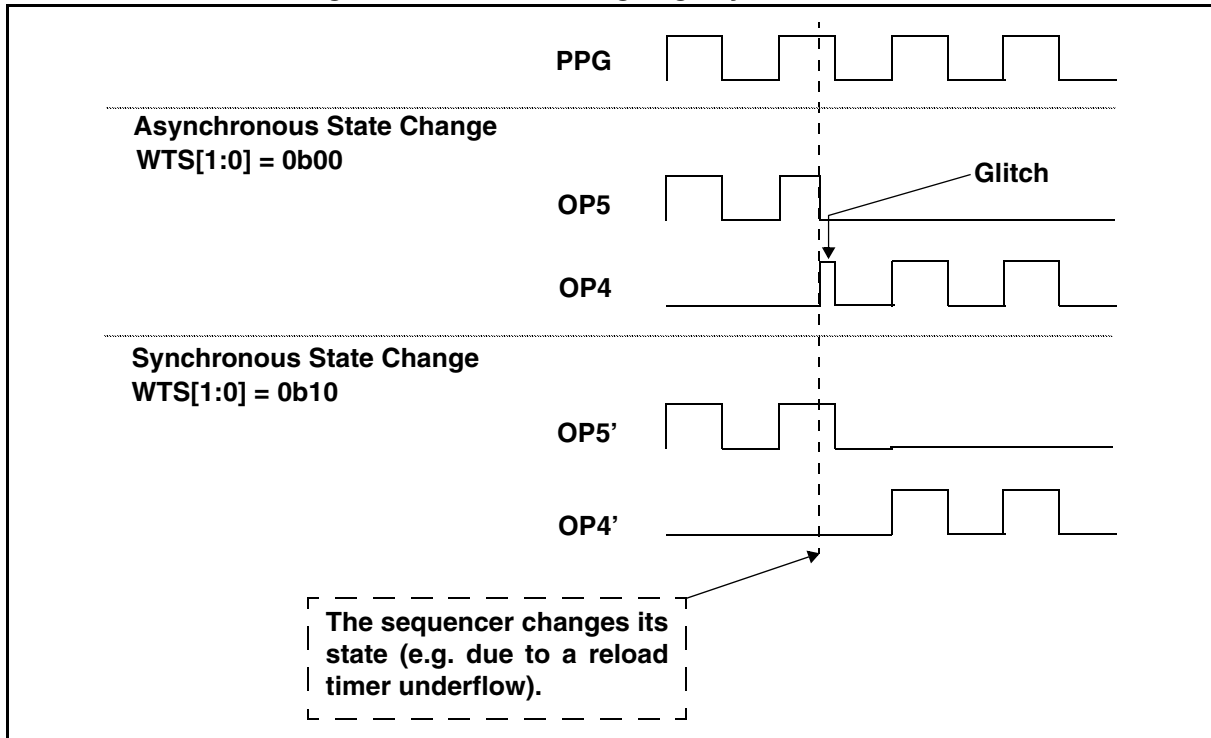 PPG
Asynchronous State Change
WTS[1:0] = 0b00
Glitch
OP5
OP4
Synchronous State Change
WTS[1:0] = 0b10
OP5’
OP4’
The sequencer changes its
state (e.g. due to a reload
timer underflow).